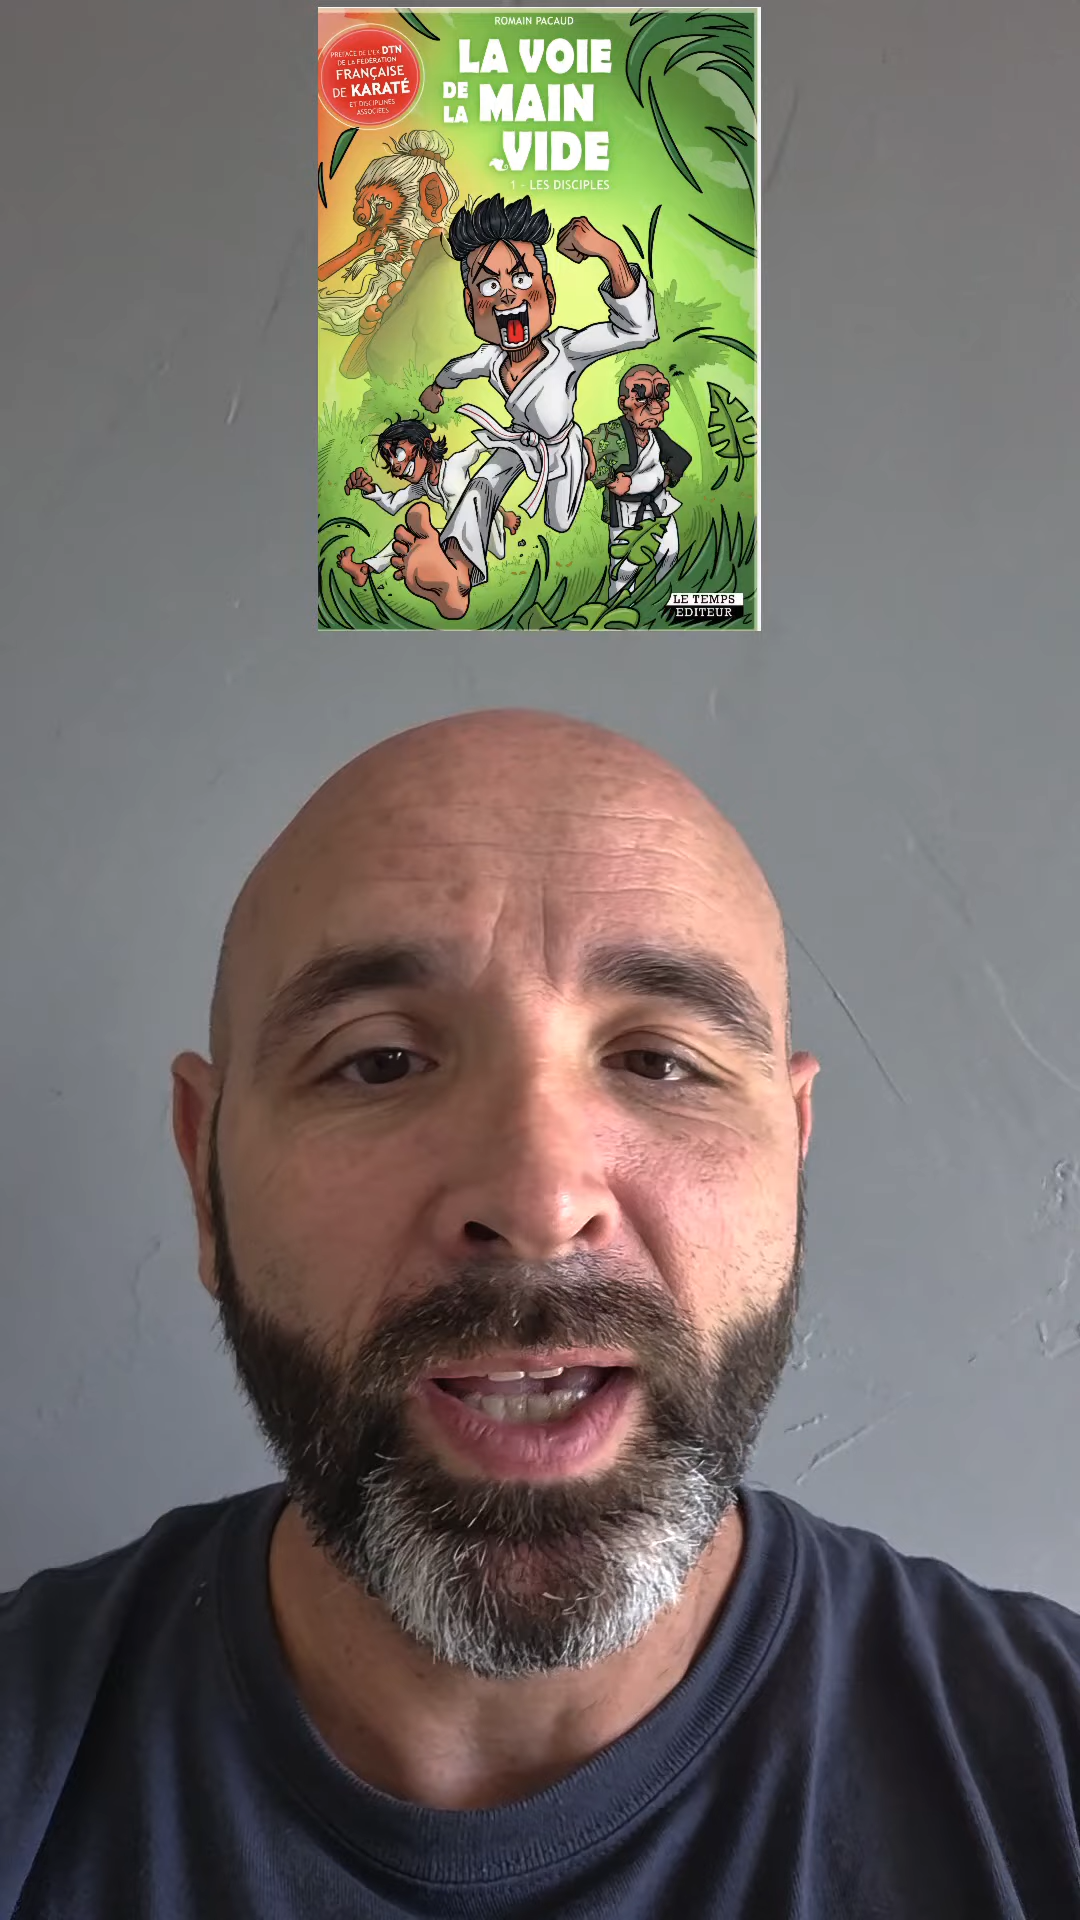 ROMAIN PACAUD
PRÉFACE DE L'EX DTN
DE LA FÉDÉRATION
FRANÇAISE
DE KARATÉ
ET DISCIPLINES
ASSOCIÉES
LA VOIE
DE LA MAIN
VIDE
1 - LES DISCIPLES
LE TEMPS
EDITEUR